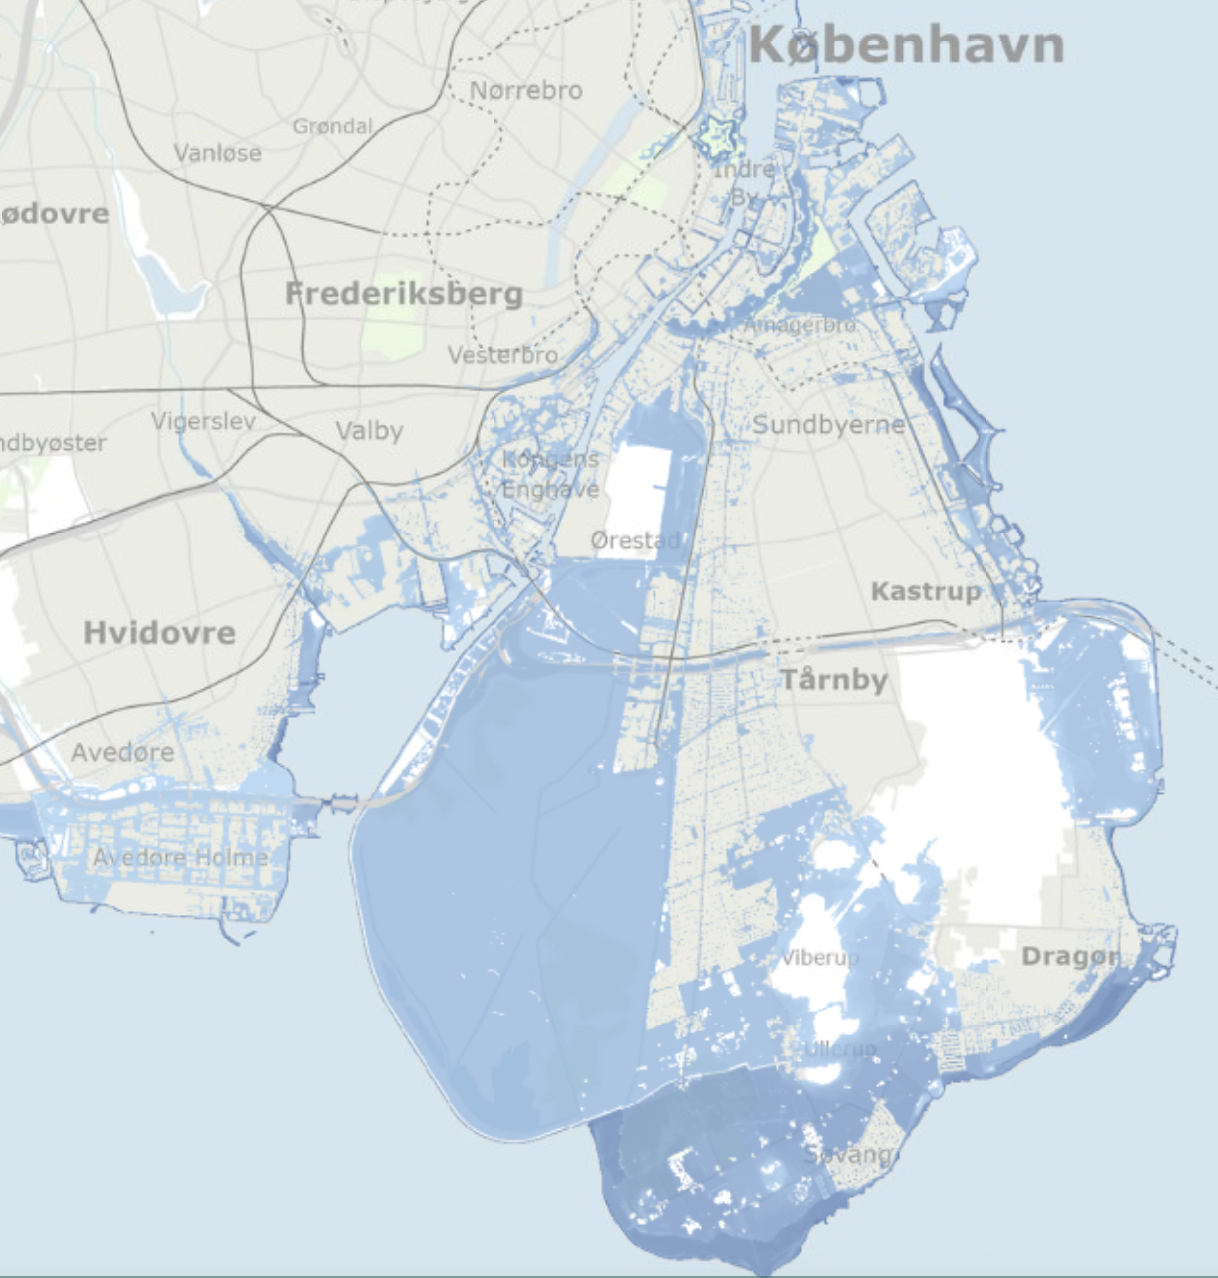 København
Nørrebro
Grøndal
Vanløse
Indre
By
ødovre
Frederiksberg
Amagerbro
Vesterbro
Vigerslev
Valby
Sundbyerne
ndbyøster
Kongens
Enghave
Ørestad
Kastrup
Hvidovre
Tårnby
Avedøre
Avedøre Holme
Viberup
Dragør
Ullerup
Søvang